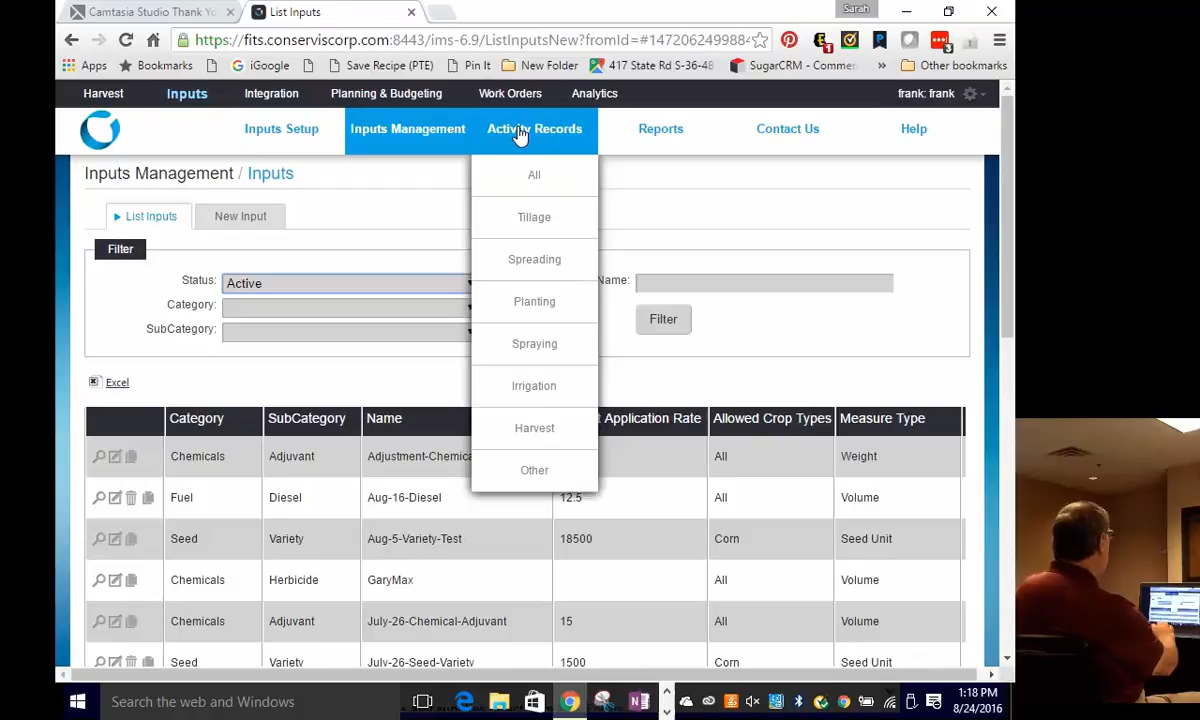 Camtasia Studio Thank Yo
List Inputs
Sarah
https://fits.conserviscorp.com:8443/ims-6.9/ListInputsNew?fromId=#14720624998
Apps
Bookmarks
iGoogle
Save Recipe (PTE)
Pin It
New Folder
417 State Rd S-36-48
SugarCRM - Comme
»
Other bookmarks
Harvest
Inputs
Integration
Planning & Budgeting
Work Orders
Analytics
frank: frank
Inputs Setup
Inputs Management
Activity Records
Reports
Contact Us
Help
Inputs Management / Inputs
List Inputs
New Input
All
Tillage
Spreading
Planting
Spraying
Irrigation
Harvest
Other
Filter
Status: Active
Name:
Category:
SubCategory:
Filter
Excel
Category SubCategory Name Application Rate Allowed Crop Types Measure Type
Chemicals Adjuvant Adjustment-Chemica All Weight
Fuel Diesel Aug-16-Diesel 12.5 All Volume
Seed Variety Aug-5-Variety-Test 18500 Corn Seed Unit
Chemicals Herbicide GaryMax All Volume
Chemicals Adjuvant July-26-Chemical-Adjuvant 15 All Volume
Seed Variety July-26-Seed-Variety 1500 Corn Seed Unit
Search the web and Windows
1:18 PM
8/24/2016